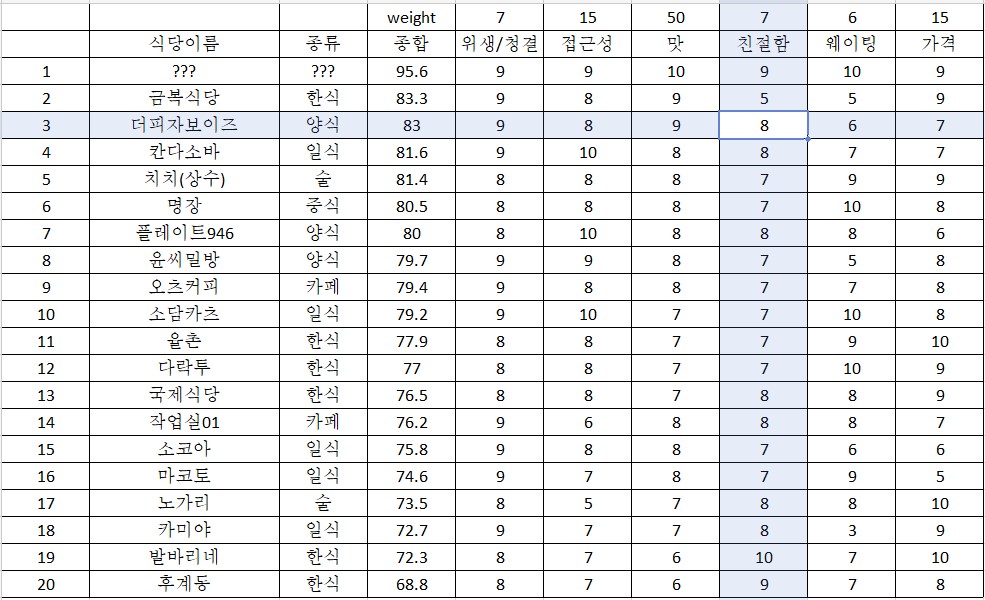 weight 7 15 50 7 6 15
식당이름 종류 종합 위생/청결 접근성 맛 친절함 웨이팅 가격
1 ??? ??? 95.6 9 9 10 9 10 9
2 금복식당 한식 83.3 9 8 9 5 5 9
3 더피자보이즈 양식 83 9 8 9 8 6 7
4 칸다소바 일식 81.6 9 10 8 8 7 7
5 치치(상수) 술 81.4 8 8 8 7 9 9
6 명장 중식 80.5 8 8 8 7 10 8
7 플레이트946 양식 80 8 10 8 8 8 6
8 윤씨밀방 양식 79.7 9 9 8 7 5 8
9 오츠커피 카페 79.4 9 8 8 7 7 8
10 소담카츠 일식 79.2 9 10 7 7 10 8
11 율촌 한식 77.9 8 8 7 7 9 10
12 다락투 한식 77 8 8 7 7 10 9
13 국제식당 한식 76.5 8 8 7 8 8 9
14 작업실01 카페 76.2 9 6 8 8 8 7
15 소코아 일식 75.8 9 8 8 7 6 6
16 마코토 일식 74.6 9 7 8 7 9 5
17 노가리 술 73.5 8 5 7 8 8 10
18 카미야 일식 72.7 9 7 7 8 3 9
19 발바리네 한식 72.3 8 7 6 10 7 10
20 후계동 한식 68.8 8 7 6 9 7 8